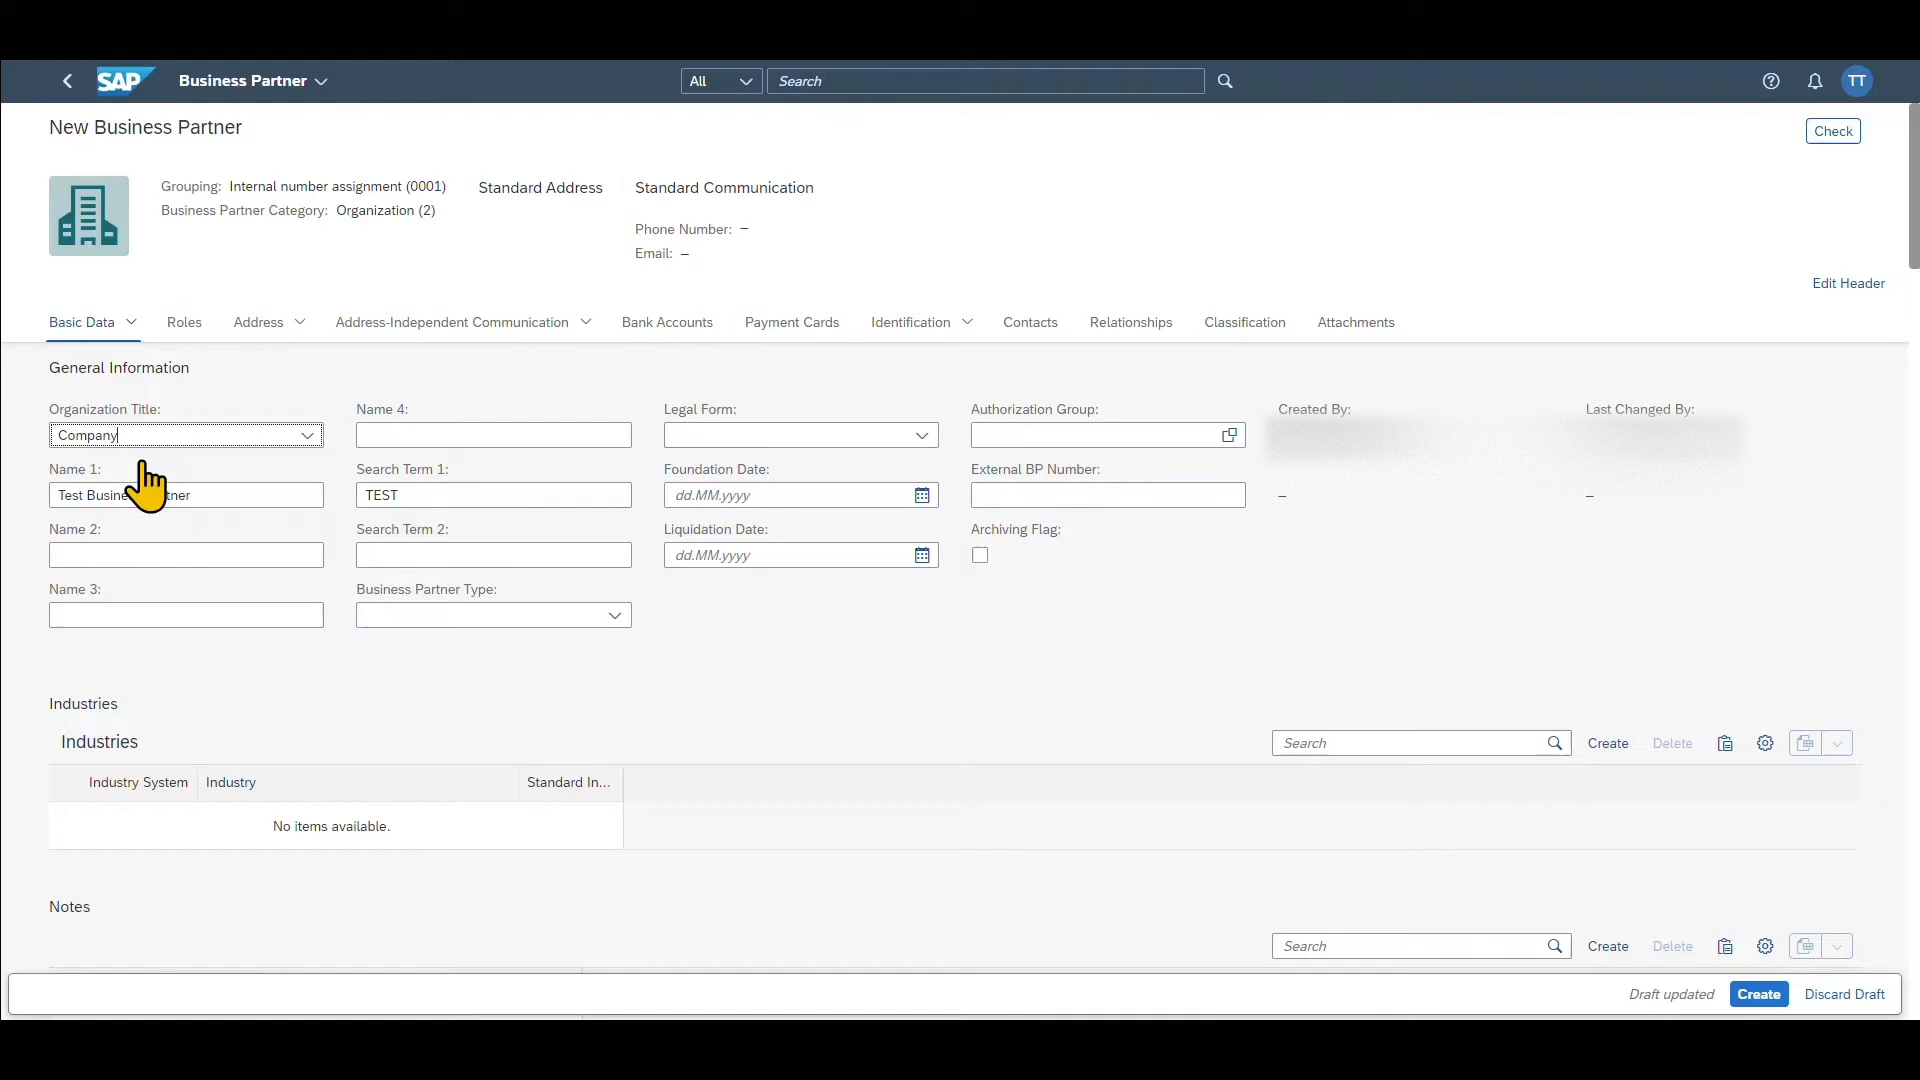 SAP Business Partner All Search TT
New Business Partner
Check
Grouping: Internal number assignment (0001)
Business Partner Category: Organization (2)
Standard Address
Standard Communication
Phone Number: –
Email: –
Edit Header
Basic Data Roles Address Address-Independent Communication Bank Accounts Payment Cards Identification Contacts Relationships Classification Attachments
General Information
Organization Title: Name 4: Legal Form: Authorization Group: Created By: Last Changed By:
Company
Name 1: Search Term 1: Foundation Date: External BP Number:
Test TEST dd.MM.yyyy – –
Name 2: Search Term 2: Liquidation Date: Archiving Flag:
dd.MM.yyyy
Name 3: Business Partner Type:
Industries
Industries
Search Create Delete
Industry System Industry Standard In...
No items available.
Notes
Search Create Delete
Draft updated Create Discard Draft